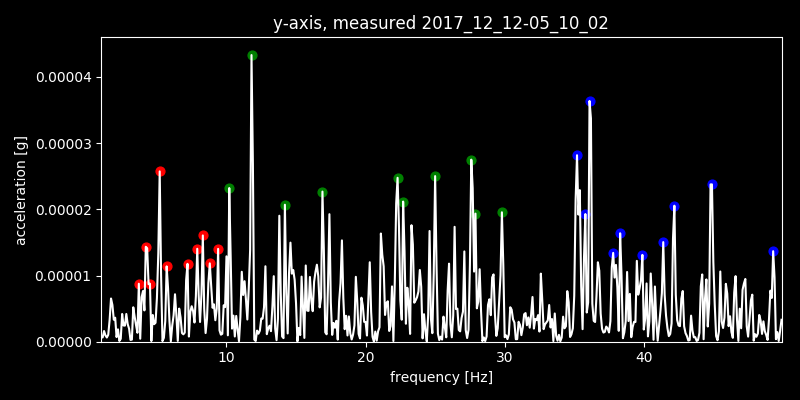 y-axis, measured 2017_12_12-05_10_02
acceleration [g]
0.00004
0.00003
0.00002
0.00001
0.00000
10 20 30 40
frequency [Hz]